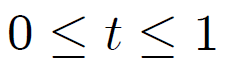 0 ≤ t ≤ 1